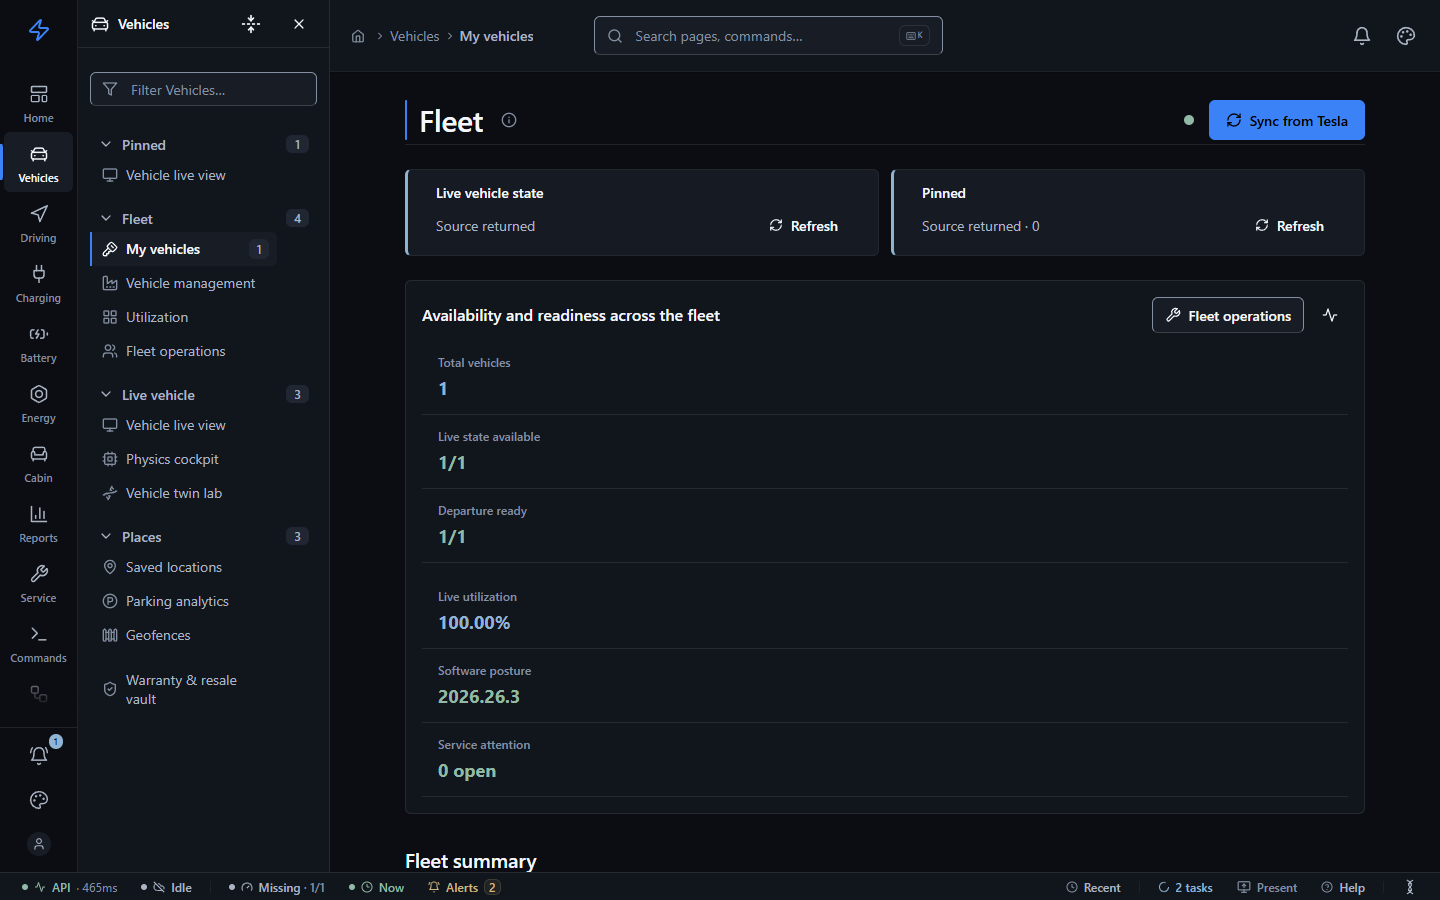 Home
Vehicles
Driving
Charging
Battery
Energy
Cabin
Reports
Service
Commands
1
Vehicles
Filter Vehicles...
Pinned 1
Vehicle live view
Fleet 4
My vehicles 1
Vehicle management
Utilization
Fleet operations
Live vehicle 3
Vehicle live view
Physics cockpit
Vehicle twin lab
Places 3
Saved locations
Parking analytics
Geofences
Warranty & resale
vault
Vehicles › My vehicles
Search pages, commands... K
Fleet
Sync from Tesla
Live vehicle state
Source returned
Refresh
Pinned
Source returned · 0
Refresh
Availability and readiness across the fleet
Fleet operations
Total vehicles
1
Live state available
1/1
Departure ready
1/1
Live utilization
100.00%
Software posture
2026.26.3
Service attention
0 open
Fleet summary
API · 465ms
Idle
Missing · 1/1
Now
Alerts 2
Recent
2 tasks
Present
Help